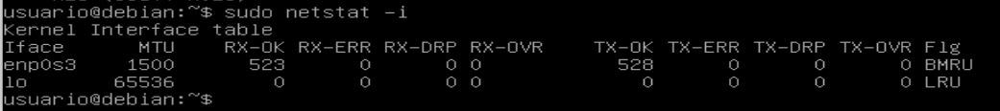 usuario@debian:~$ sudo netstat -i
Kernel Interface table
Iface      MTU    RX-OK RX-ERR RX-DRP RX-OVR    TX-OK TX-ERR TX-DRP TX-OVR Flg
enp0s3    1500      523      0      0 0           528      0      0      0 BMRU
lo       65536        0      0      0 0             0      0      0      0 LRU
usuario@debian:~$